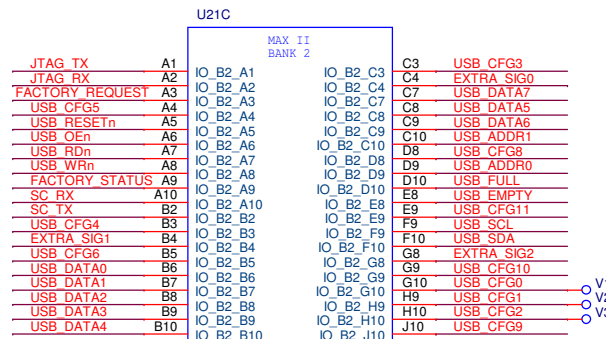 U21C
MAX II
BANK 2
JTAG_TX A1 IO_B2_A1 IO_B2_C3 C3 USB_CFG3
JTAG_RX A2 IO_B2_A2 IO_B2_C4 C4 EXTRA_SIG0
FACTORY_REQUEST A3 IO_B2_A3 IO_B2_C7 C7 USB_DATA7
USB_CFG5 A4 IO_B2_A4 IO_B2_C8 C8 USB_DATA5
USB_RESETn A5 IO_B2_A5 IO_B2_C9 C9 USB_DATA6
USB_OEn A6 IO_B2_A6 IO_B2_C10 C10 USB_ADDR1
USB_RDn A7 IO_B2_A7 IO_B2_D8 D8 USB_CFG8
USB_WRn A8 IO_B2_A8 IO_B2_D9 D9 USB_ADDR0
FACTORY_STATUS A9 IO_B2_A9 IO_B2_D10 D10 USB_FULL
SC_RX A10 IO_B2_A10 IO_B2_E8 E8 USB_EMPTY
SC_TX B2 IO_B2_B2 IO_B2_E9 E9 USB_CFG11
USB_CFG4 B3 IO_B2_B3 IO_B2_F9 F9 USB_SCL
EXTRA_SIG1 B4 IO_B2_B4 IO_B2_F10 F10 USB_SDA
USB_CFG6 B5 IO_B2_B5 IO_B2_G8 G8 EXTRA_SIG2
USB_DATA0 B6 IO_B2_B6 IO_B2_G9 G9 USB_CFG10
USB_DATA1 B7 IO_B2_B7 IO_B2_G10 G10 USB_CFG0 V1
USB_DATA2 B8 IO_B2_B8 IO_B2_H9 H9 USB_CFG1 V2
USB_DATA3 B9 IO_B2_B9 IO_B2_H10 H10 USB_CFG2 V3
USB_DATA4 B10 IO_B2_B10 IO_B2_J10 J10 USB_CFG9